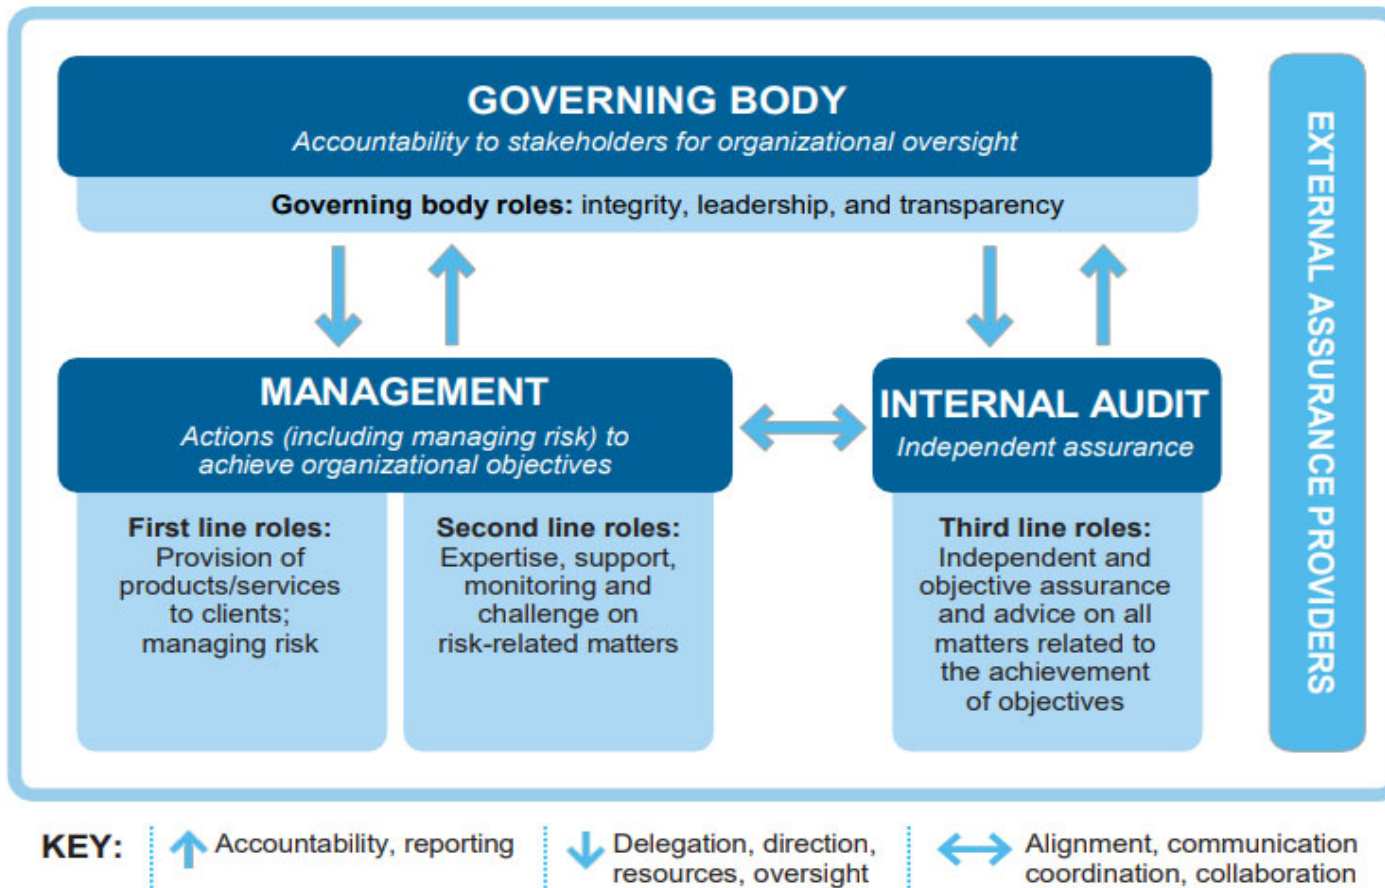 GOVERNING BODY
Accountability to stakeholders for organizational oversight
Governing body roles: integrity, leadership, and transparency
MANAGEMENT
Actions (including managing risk) to
achieve organizational objectives
First line roles:
Provision of
products/services
to clients;
managing risk
Second line roles:
Expertise, support,
monitoring and
challenge on
risk-related matters
INTERNAL AUDIT
Independent assurance
Third line roles:
Independent and
objective assurance
and advice on all
matters related to
the achievement
of objectives
EXTERNAL ASSURANCE PROVIDERS
KEY:
Accountability, reporting
Delegation, direction,
resources, oversight
Alignment, communication
coordination, collaboration